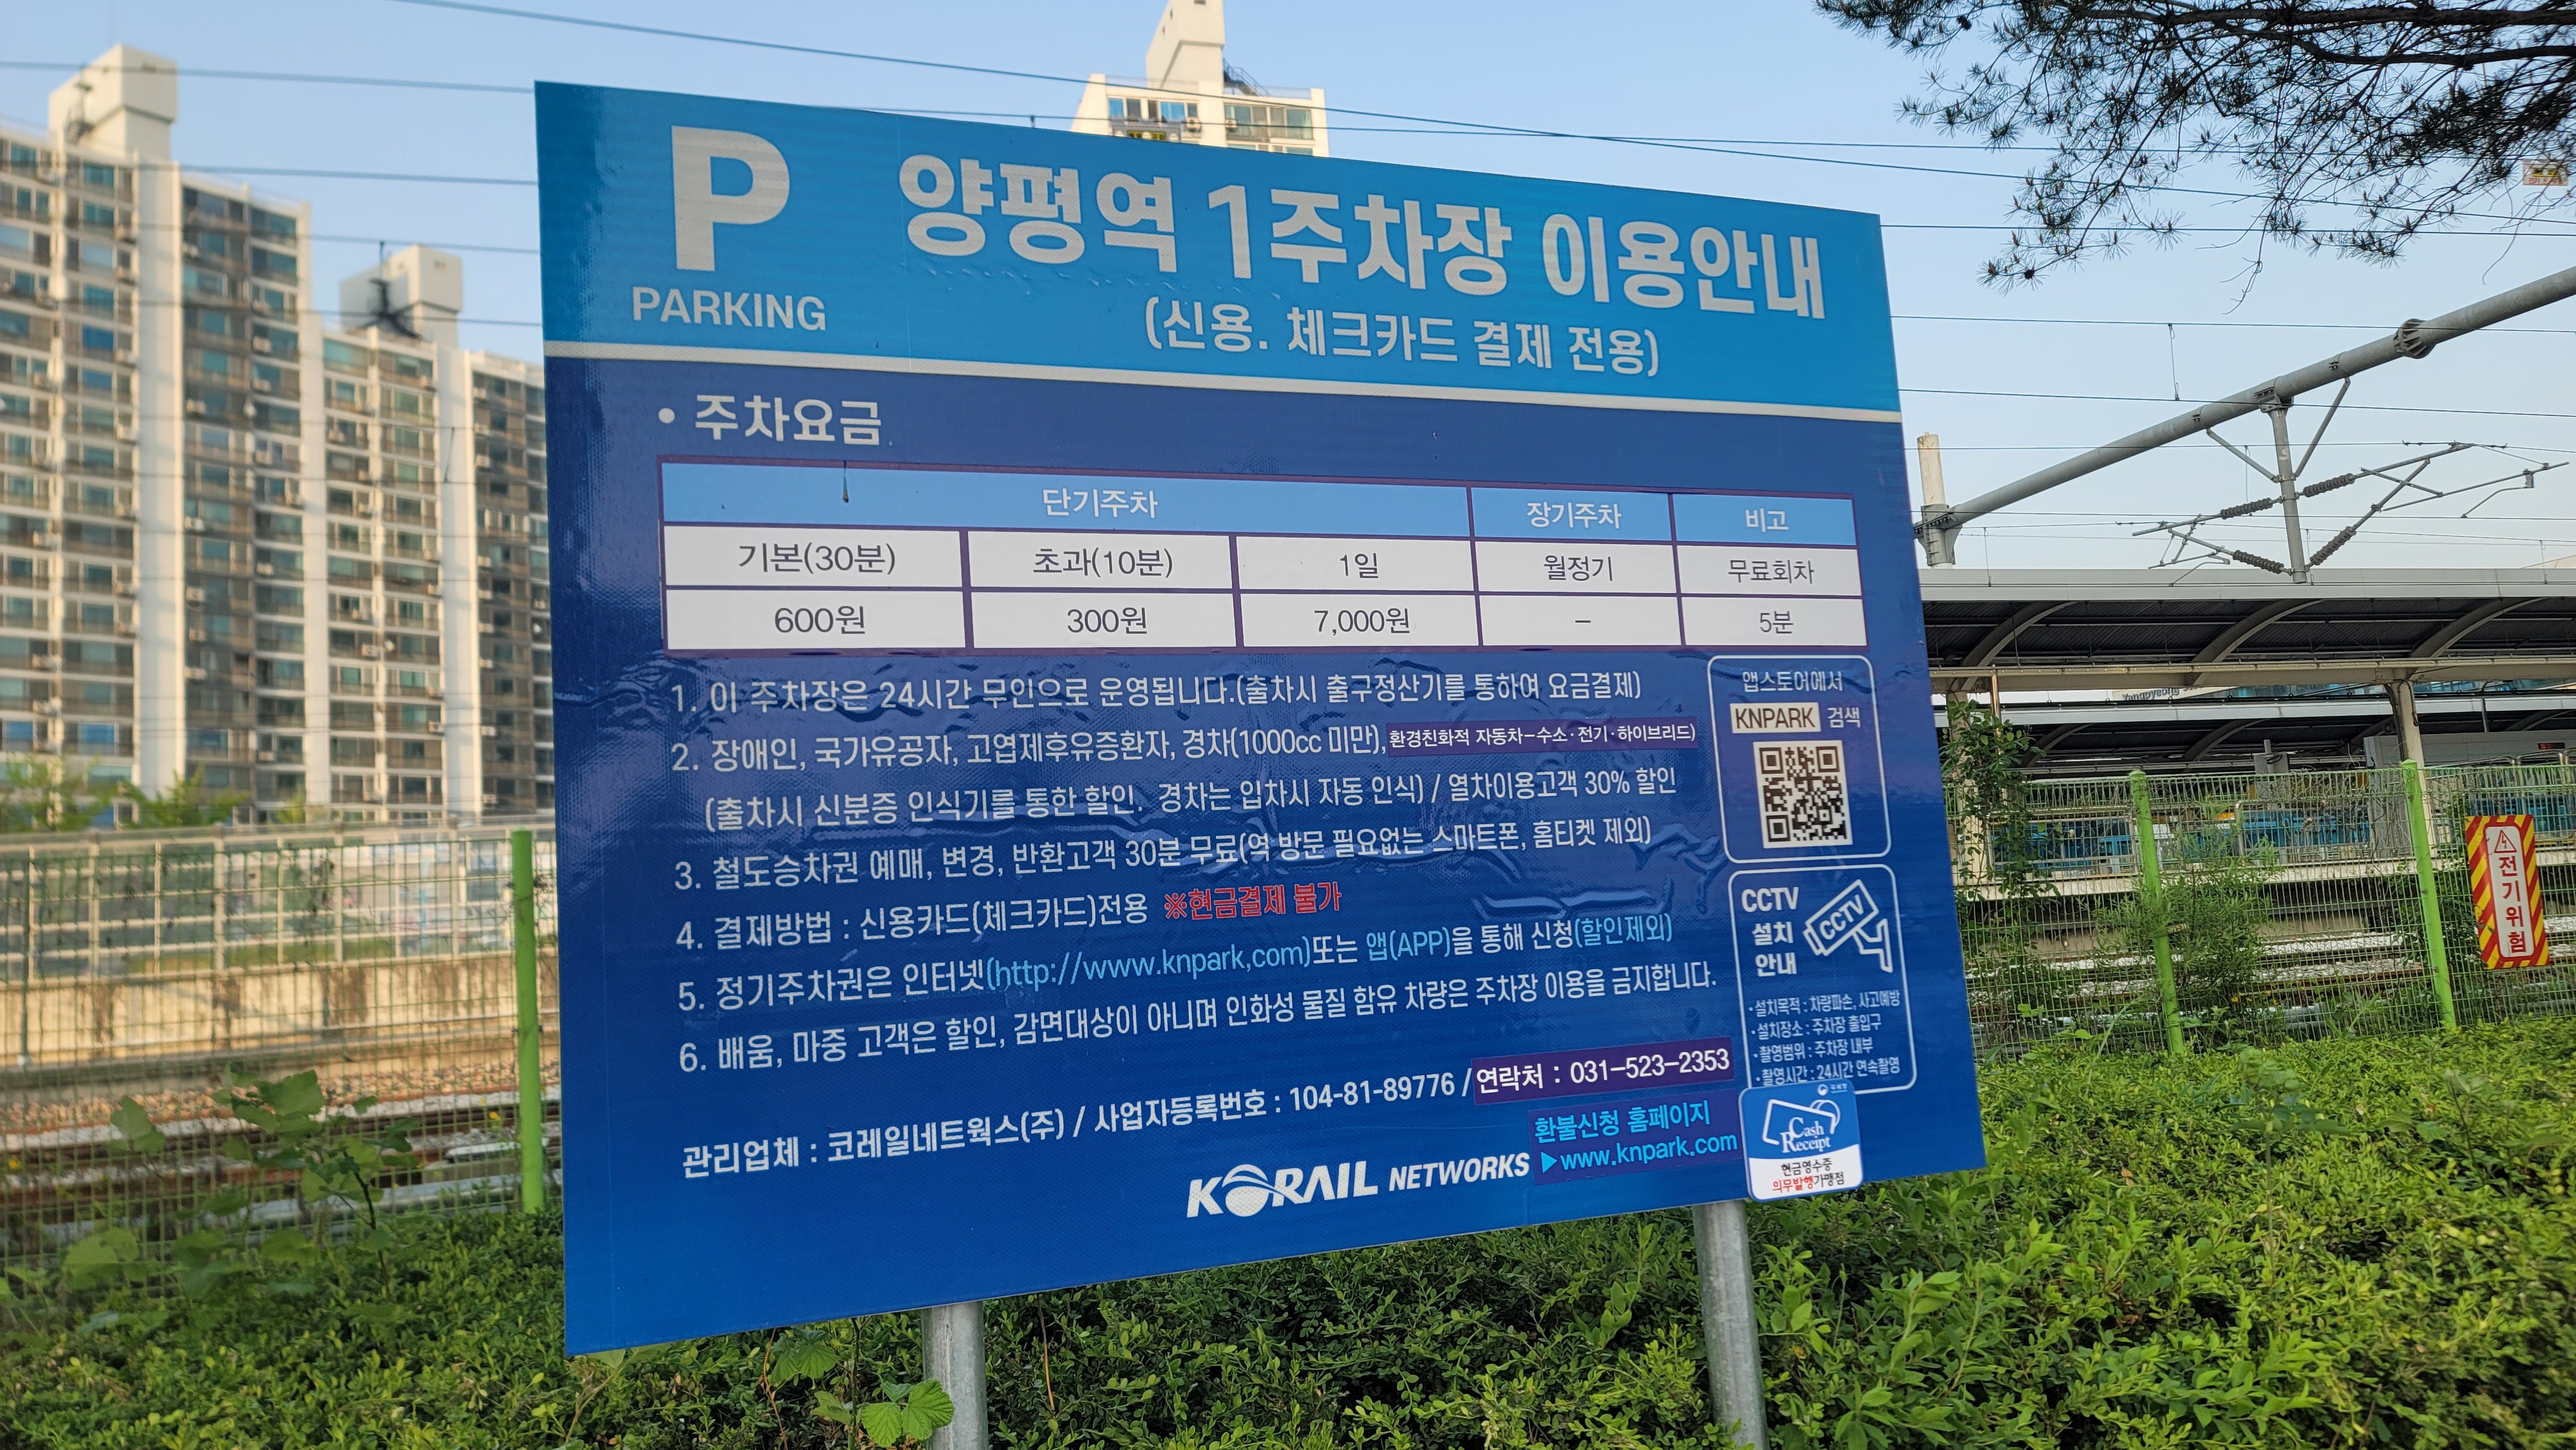 P
PARKING
양평역 1주차장 이용안내
(신용. 체크카드 결제 전용)
• 주차요금
단기주차 장기주차 비고
기본(30분) 초과(10분) 1일 월정기 무료회차
600원 300원 7,000원 – 5분
1. 이 주차장은 24시간 무인으로 운영됩니다.(출차시 출구정산기를 통하여 요금결제)
2. 장애인, 국가유공자, 고엽제후유증환자, 경차(1000cc 미만), 환경친화적 자동차–수소·전기·하이브리드)
(출차시 신분증 인식기를 통한 할인. 경차는 입차시 자동 인식) / 열차이용고객 30% 할인
3. 철도승차권 예매, 변경, 반환고객 30분 무료(역 방문 필요없는 스마트폰, 홈티켓 제외)
4. 결제방법 : 신용카드(체크카드)전용 ※현금결제 불가
5. 정기주차권은 인터넷(http://www.knpark,com)또는 앱(APP)을 통해 신청(할인제외)
6. 배움, 마중 고객은 할인, 감면대상이 아니며 인화성 물질 함유 차량은 주차장 이용을 금지합니다.
관리업체 : 코레일네트웍스(주) / 사업자등록번호 : 104-81-89776 / 연락처 : 031-523-2353
KORAIL NETWORKS
환불신청 홈페이지
▶www.knpark.com
앱스토어에서
KNPARK 검색
CCTV
설치
안내
CCTV
·설치목적 : 차량파손, 사고예방
·설치장소 : 주차장 출입구
·촬영범위 : 주차장 내부
·촬영시간 : 24시간 연속촬영
국세청
Cash
Receipt
현금영수증
의무발행가맹점
전기위험